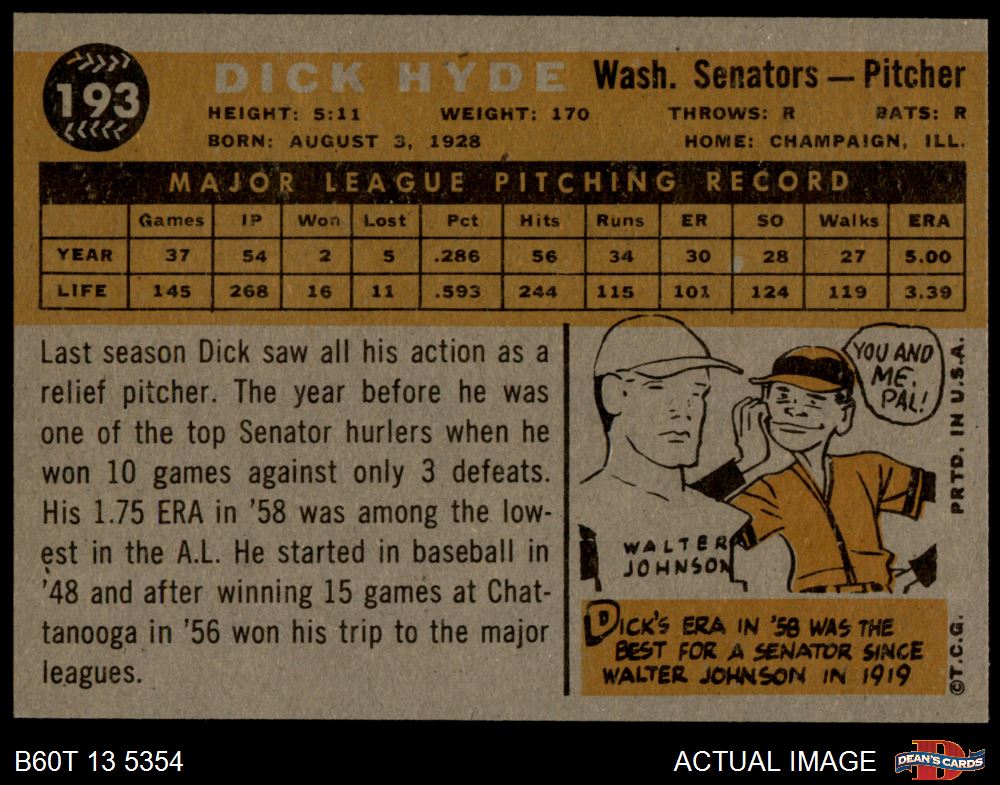 193
DICK HYDE Wash. Senators — Pitcher
HEIGHT: 5:11 WEIGHT: 170 THROWS: R BATS: R
BORN: AUGUST 3, 1928 HOME: CHAMPAIGN, ILL.
MAJOR LEAGUE PITCHING RECORD
Games IP Won Lost Pct Hits Runs ER SO Walks ERA
YEAR 37 54 2 5 .286 56 34 30 28 27 5.00
LIFE 145 268 16 11 .593 244 115 101 124 119 3.39
Last season Dick saw all his action as a
relief pitcher. The year before he was
one of the top Senator hurlers when he
won 10 games against only 3 defeats.
His 1.75 ERA in '58 was among the low-
est in the A.L. He started in baseball in
'48 and after winning 15 games at Chat-
tanooga in '56 won his trip to the major
leagues.
YOU AND
ME,
PAL!
WALTER
JOHNSON
DICK'S ERA IN '58 WAS THE
BEST FOR A SENATOR SINCE
WALTER JOHNSON IN 1919
PRTD. IN U.S.A.
©T.C.G.
B60T 13 5354 ACTUAL IMAGE DEAN'S CARDS